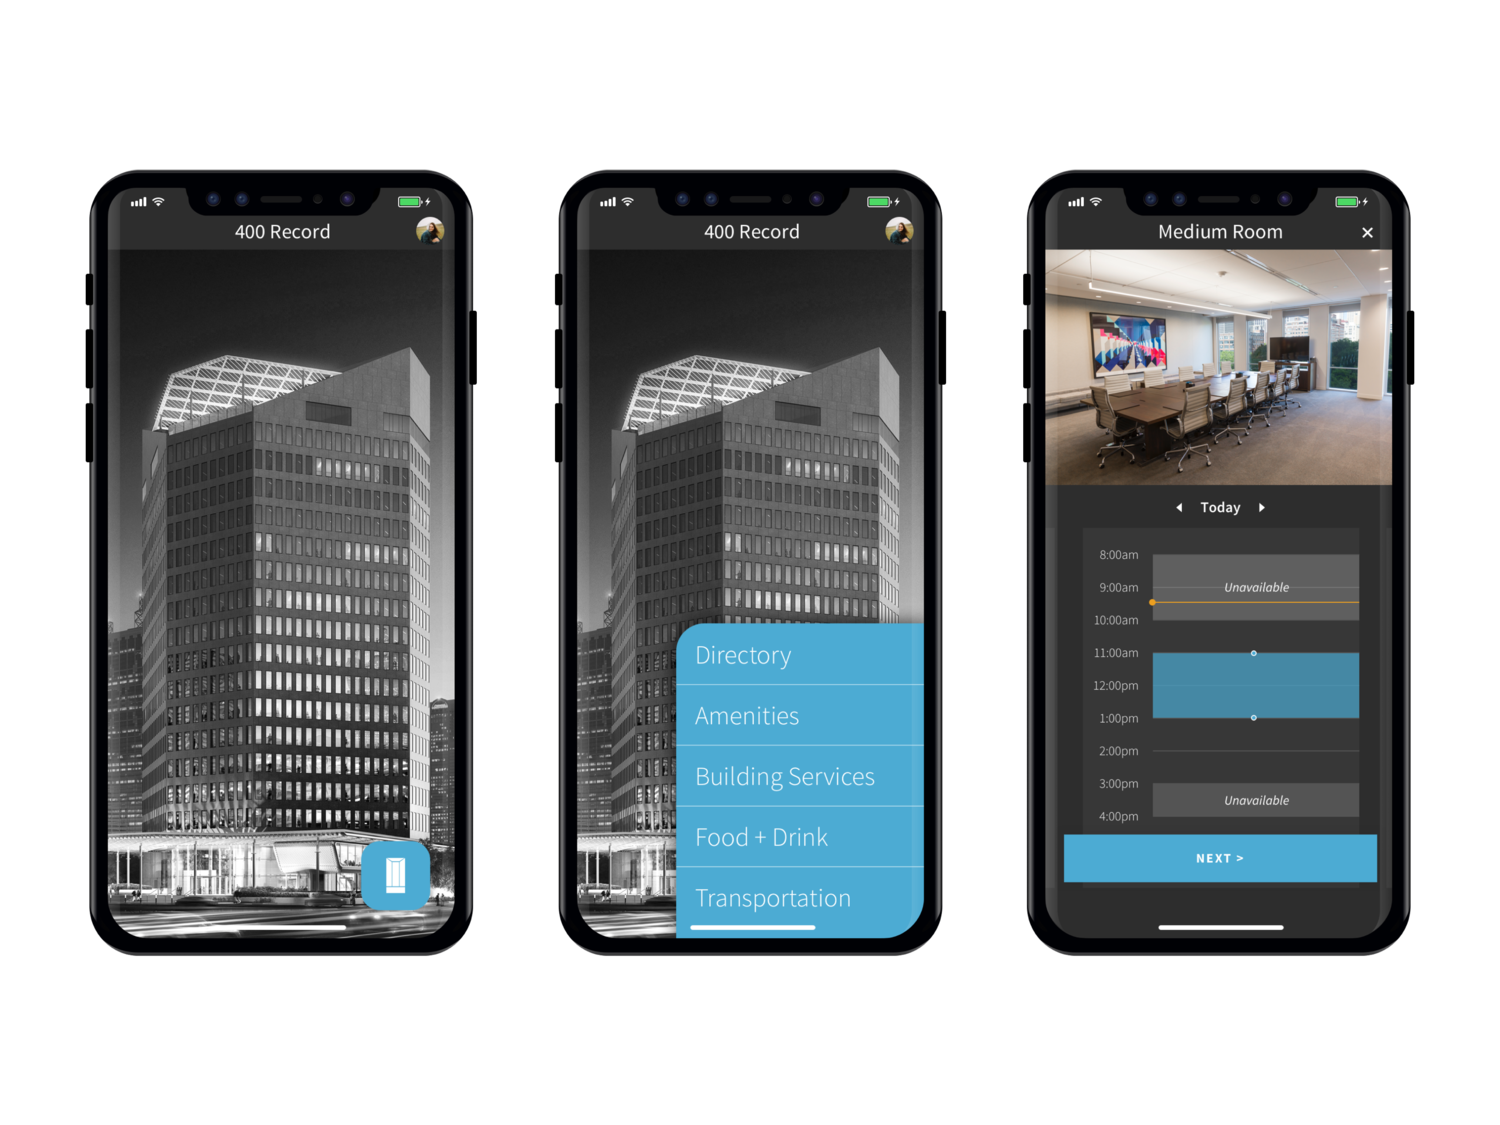 400 Record
400 Record
Directory
Amenities
Building Services
Food + Drink
Transportation
Medium Room
Today
8:00am
9:00am
Unavailable
10:00am
11:00am
12:00pm
1:00pm
2:00pm
3:00pm
Unavailable
4:00pm
NEXT >